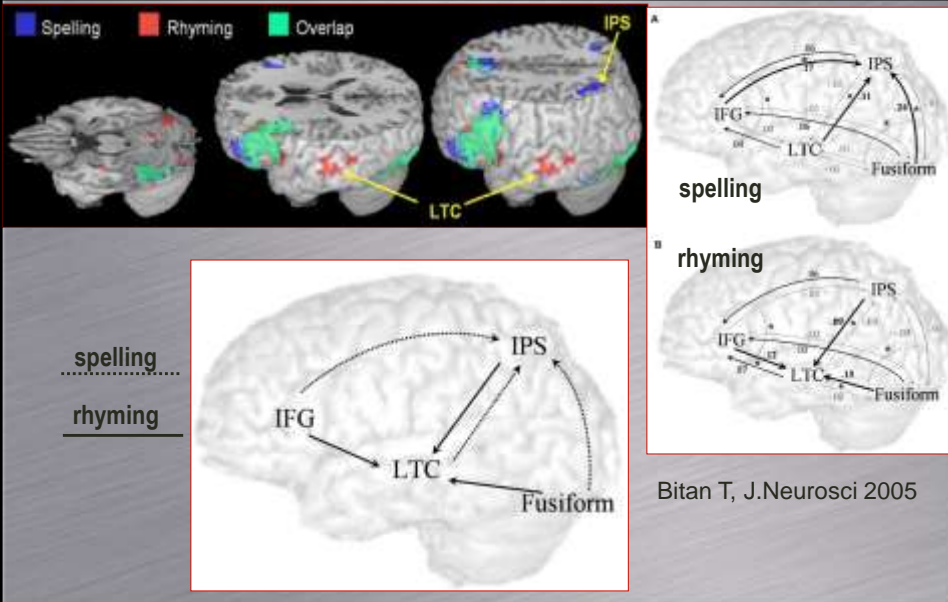 Spelling Rhyming Overlap
IPS
LTC
A
IPS
IFG
LTC
Fusiform
spelling
B
rhyming
IPS
IFG
LTC
Fusiform
spelling
rhyming
IPS
IFG
LTC
Fusiform
Bitan T, J.Neurosci 2005